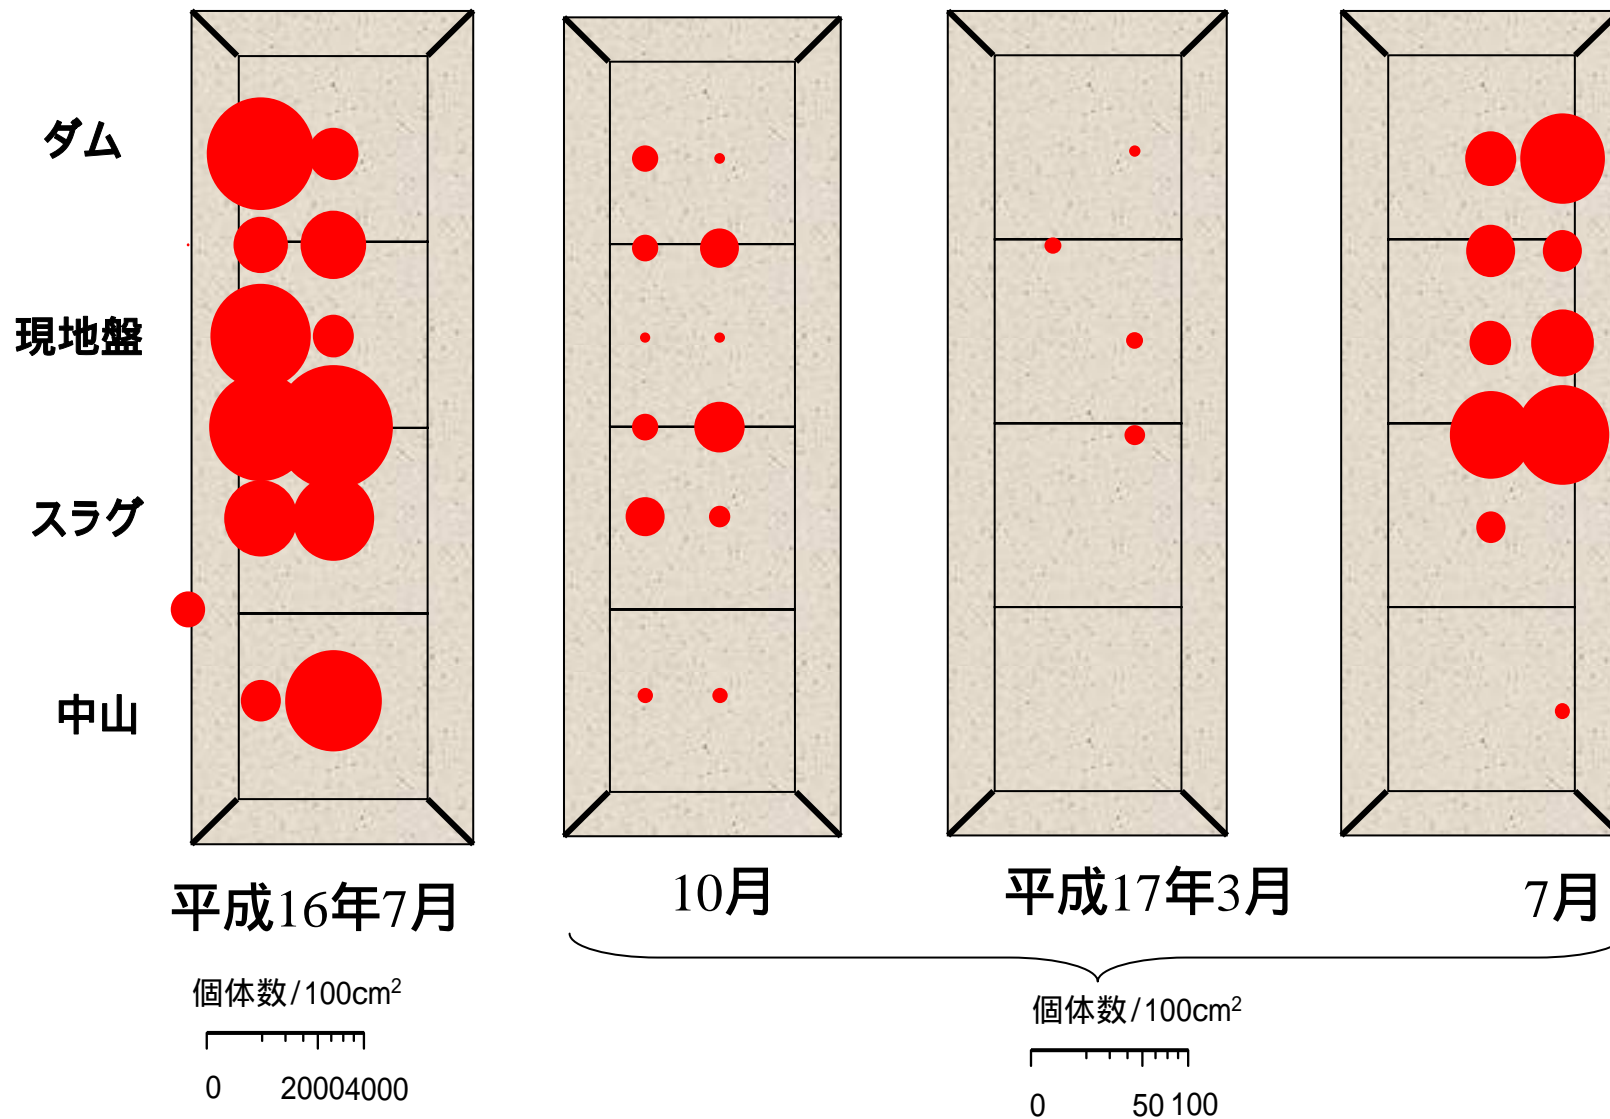 ダム
現地盤
スラグ
中山
平成16年7月
10月
平成17年3月
7月
個体数/100cm²
0 2000 4000
個体数/100cm²
0 50 100